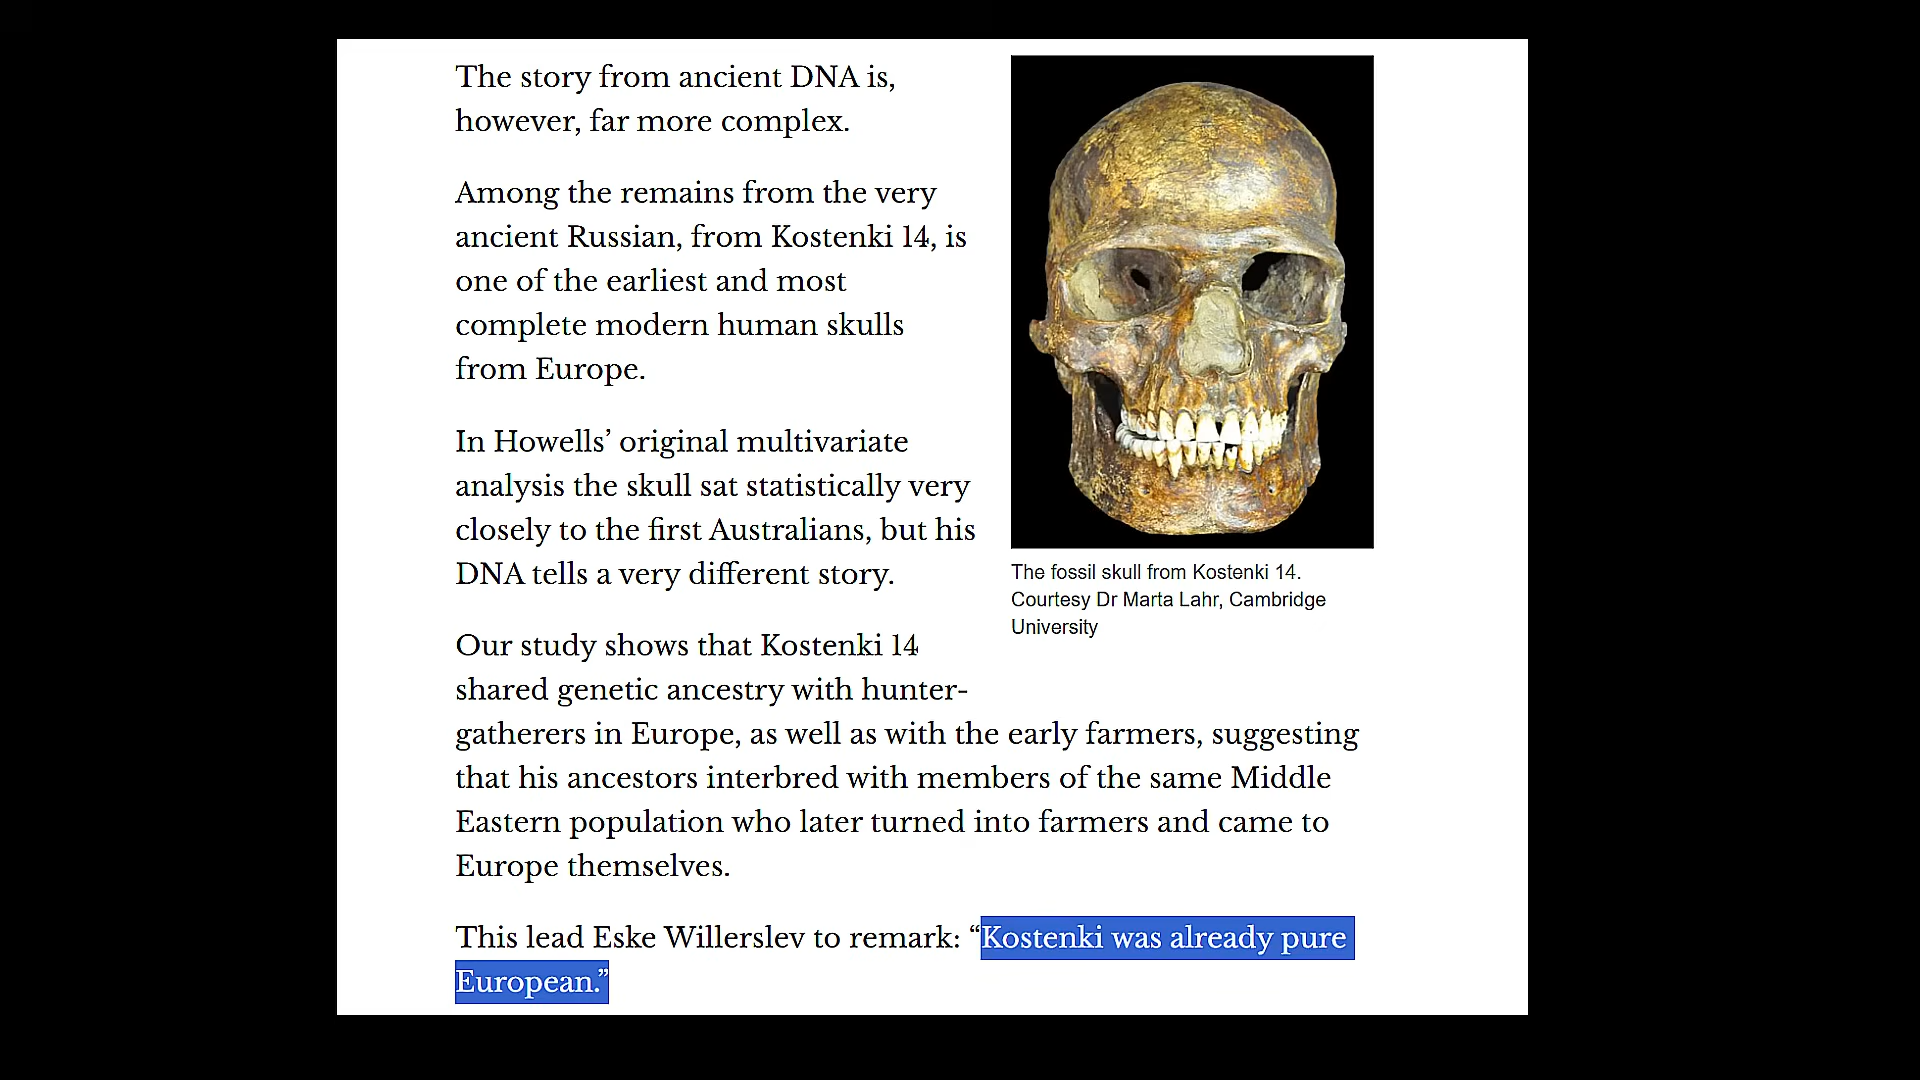 The story from ancient DNA is,
however, far more complex.
Among the remains from the very
ancient Russian, from Kostenki 14, is
one of the earliest and most
complete modern human skulls
from Europe.
In Howells’ original multivariate
analysis the skull sat statistically very
closely to the first Australians, but his
DNA tells a very different story.
The fossil skull from Kostenki 14.
Courtesy Dr Marta Lahr, Cambridge
University
Our study shows that Kostenki 14
shared genetic ancestry with hunter-
gatherers in Europe, as well as with the early farmers, suggesting
that his ancestors interbred with members of the same Middle
Eastern population who later turned into farmers and came to
Europe themselves.
This lead Eske Willerslev to remark: “Kostenki was already pure
European.”